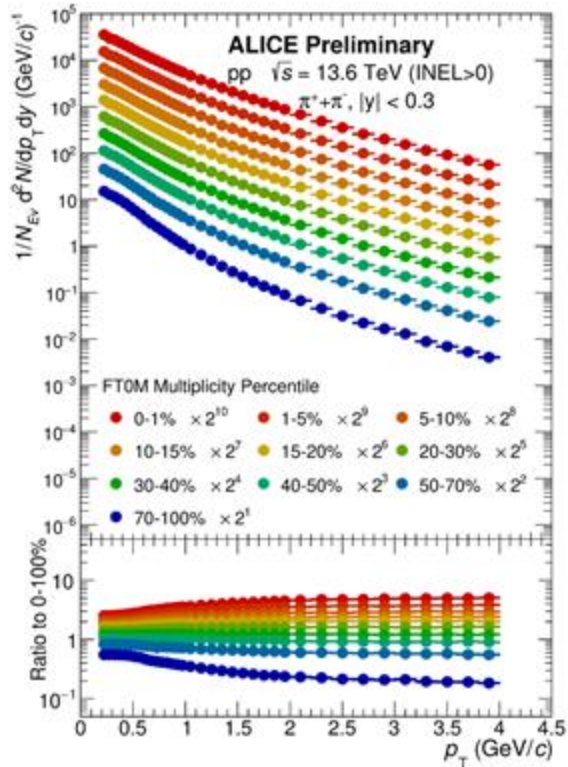 ALICE Preliminary
pp √s = 13.6 TeV (INEL>0)
π⁺+π⁻, |y| < 0.3
1/N_Ev d²N/dp_T dy (GeV/c)⁻¹
10⁵
10⁴
10³
10²
10
1
10⁻¹
10⁻²
10⁻³
10⁻⁴
10⁻⁵
10⁻⁶
FT0M Multiplicity Percentile
0-1% ×2¹⁰ 1-5% ×2⁹ 5-10% ×2⁸
10-15% ×2⁷ 15-20% ×2⁶ 20-30% ×2⁵
30-40% ×2⁴ 40-50% ×2³ 50-70% ×2²
70-100% ×2¹
Ratio to 0-100%
10
1
10⁻¹
0 0.5 1 1.5 2 2.5 3 3.5 4 4.5
p_T (GeV/c)